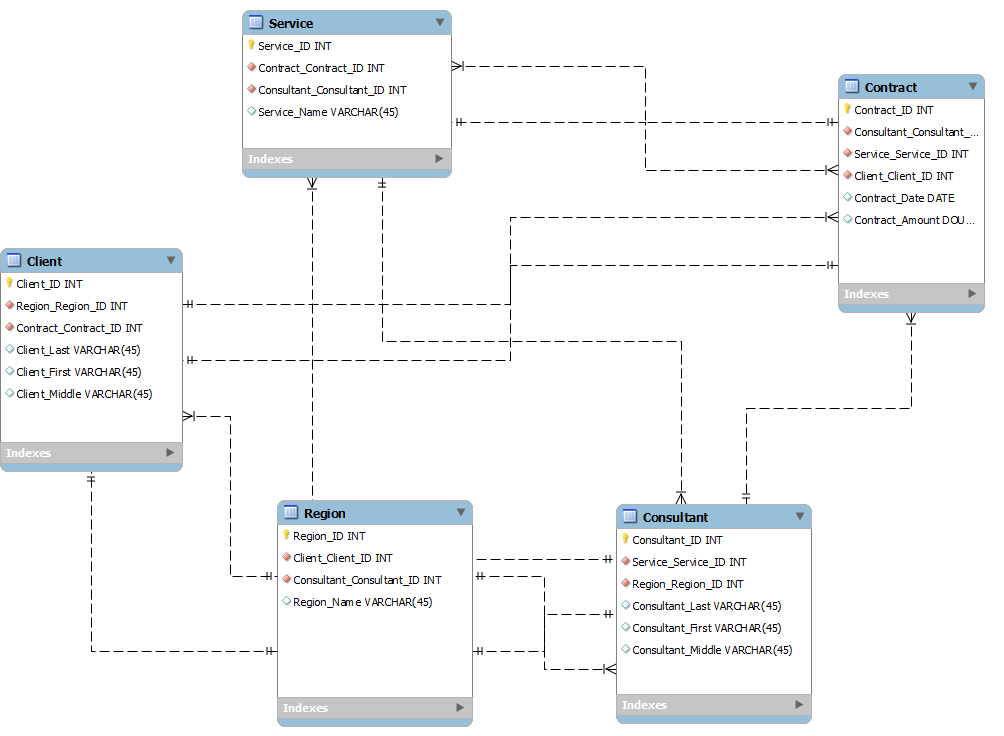 Service
Service_ID INT
Contract_Contract_ID INT
Consultant_Consultant_ID INT
Service_Name VARCHAR(45)
Indexes
Contract
Contract_ID INT
Consultant_Consultant_...
Service_Service_ID INT
Client_Client_ID INT
Contract_Date DATE
Contract_Amount DOU...
Indexes
Client
Client_ID INT
Region_Region_ID INT
Contract_Contract_ID INT
Client_Last VARCHAR(45)
Client_First VARCHAR(45)
Client_Middle VARCHAR(45)
Indexes
Region
Region_ID INT
Client_Client_ID INT
Consultant_Consultant_ID INT
Region_Name VARCHAR(45)
Indexes
Consultant
Consultant_ID INT
Service_Service_ID INT
Region_Region_ID INT
Consultant_Last VARCHAR(45)
Consultant_First VARCHAR(45)
Consultant_Middle VARCHAR(45)
Indexes